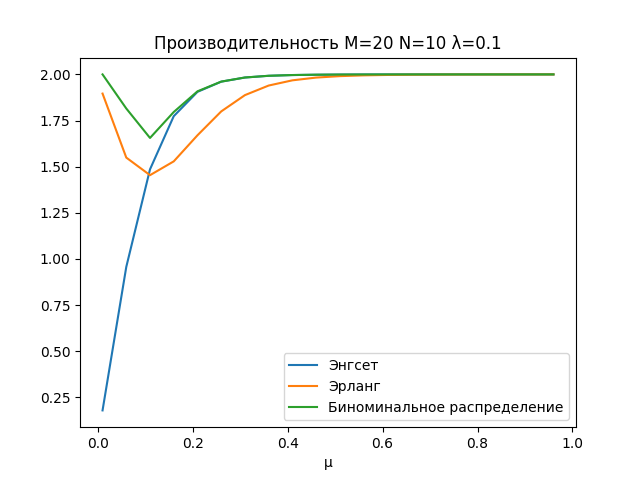 Производительность M=20 N=10 λ=0.1
2.00
1.75
1.50
1.25
1.00
0.75
0.50
0.25
Энгсет
Эрланг
Биноминальное распределение
0.0 0.2 0.4 0.6 0.8 1.0
μ